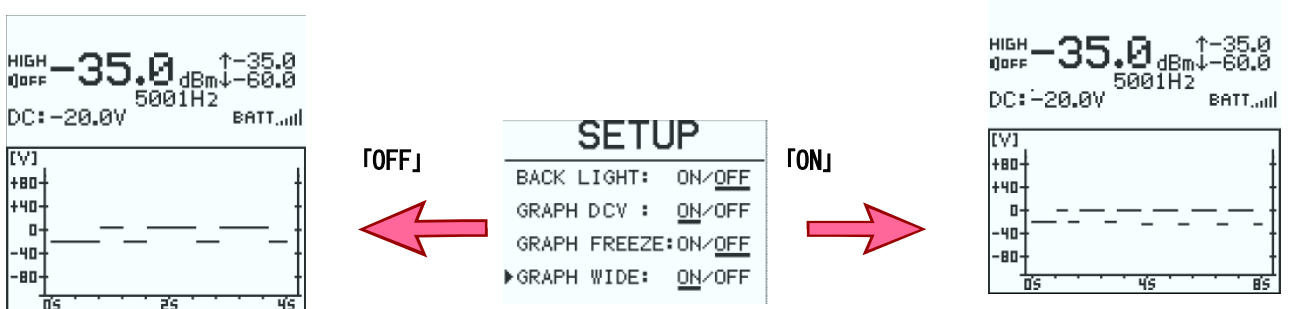 HIGH -35.0 dBm ↑-35.0
OFF ↓-60.0
5001Hz
DC:-20.0V BATT
[V]
+80
+40
0
-40
-80
0S 2S 4S
「OFF」
SETUP
BACK LIGHT: ON/OFF
GRAPH DCV : ON/OFF
GRAPH FREEZE:ON/OFF
▶GRAPH WIDE: ON/OFF
「ON」
HIGH -35.0 dBm ↑-35.0
OFF ↓-60.0
5001Hz
DC:-20.0V BATT
[V]
+80
+40
0
-40
-80
0S 4S 8S